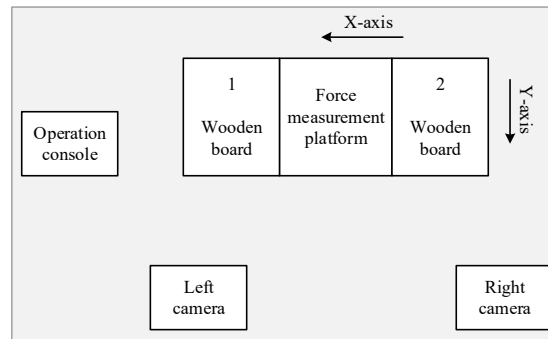 X-axis
1
Wooden
board
Force
measurement
platform
2
Wooden
board
Y-axis
Operation
console
Left
camera
Right
camera